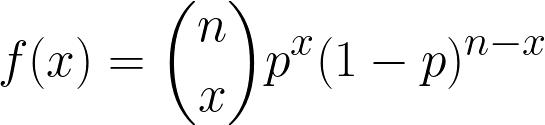 f(x) = \binom{n}{x} p^x (1 - p)^{n-x}